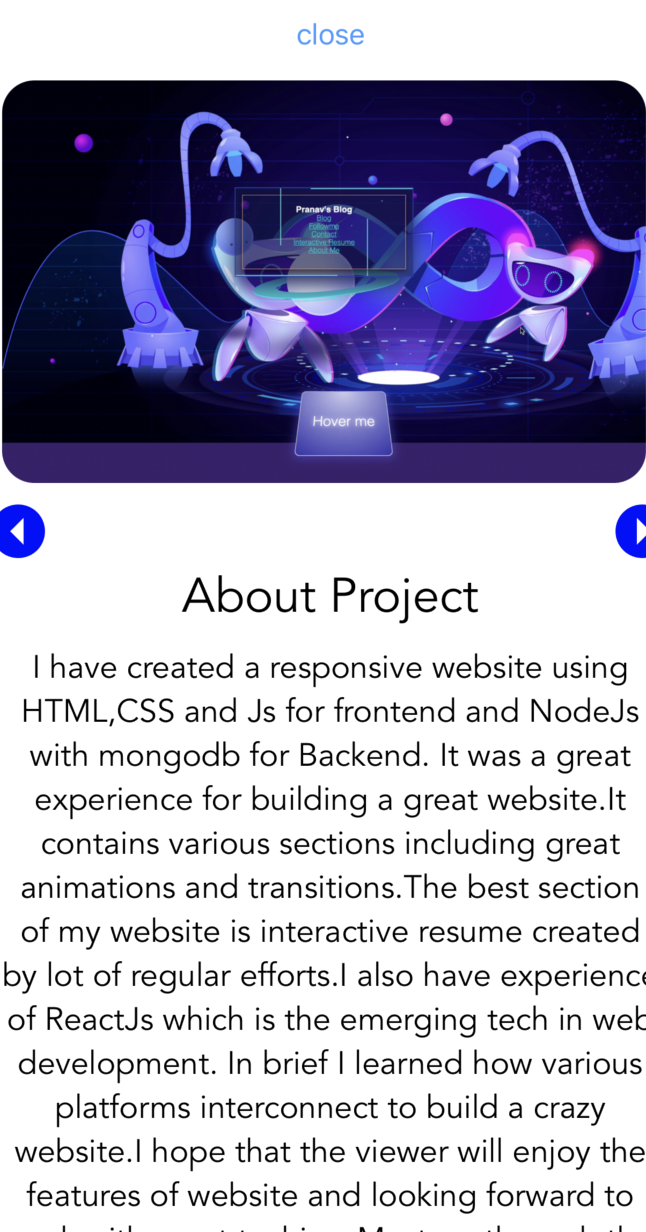 close
Pranav's Blog
Blog
Followme
Contact
Interactive Resume
About Me
Hover me
About Project
I have created a responsive website using
HTML,CSS and Js for frontend and NodeJs
with mongodb for Backend. It was a great
experience for building a great website.It
contains various sections including great
animations and transitions.The best section
of my website is interactive resume created
by lot of regular efforts.I also have experience
of ReactJs which is the emerging tech in web
development. In brief I learned how various
platforms interconnect to build a crazy
website.I hope that the viewer will enjoy the
features of website and looking forward to